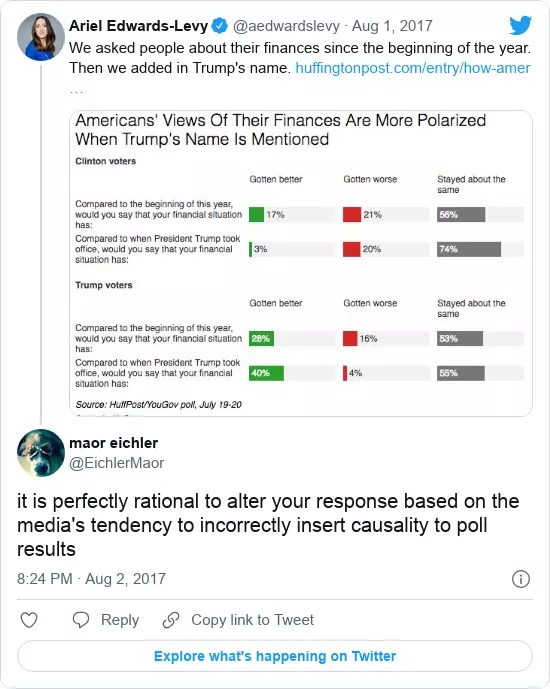 Ariel Edwards-Levy @aedwardslevy · Aug 1, 2017
We asked people about their finances since the beginning of the year.
Then we added in Trump's name. huffingtonpost.com/entry/how-amer
…
Americans' Views Of Their Finances Are More Polarized
When Trump's Name Is Mentioned
Clinton voters
Gotten better Gotten worse Stayed about the
same
Compared to the beginning of this year,
would you say that your financial situation
has:
17% 21% 56%
Compared to when President Trump took
office, would you say that your financial
situation has:
3% 20% 74%
Trump voters
Gotten better Gotten worse Stayed about the
same
Compared to the beginning of this year,
would you say that your financial situation
has:
28% 16% 53%
Compared to when President Trump took
office, would you say that your financial
situation has:
40% 4% 55%
Source: HuffPost/YouGov poll, July 19-20
maor eichler
@EichlerMaor
it is perfectly rational to alter your response based on the
media's tendency to incorrectly insert causality to poll
results
8:24 PM · Aug 2, 2017
Reply Copy link to Tweet
Explore what's happening on Twitter